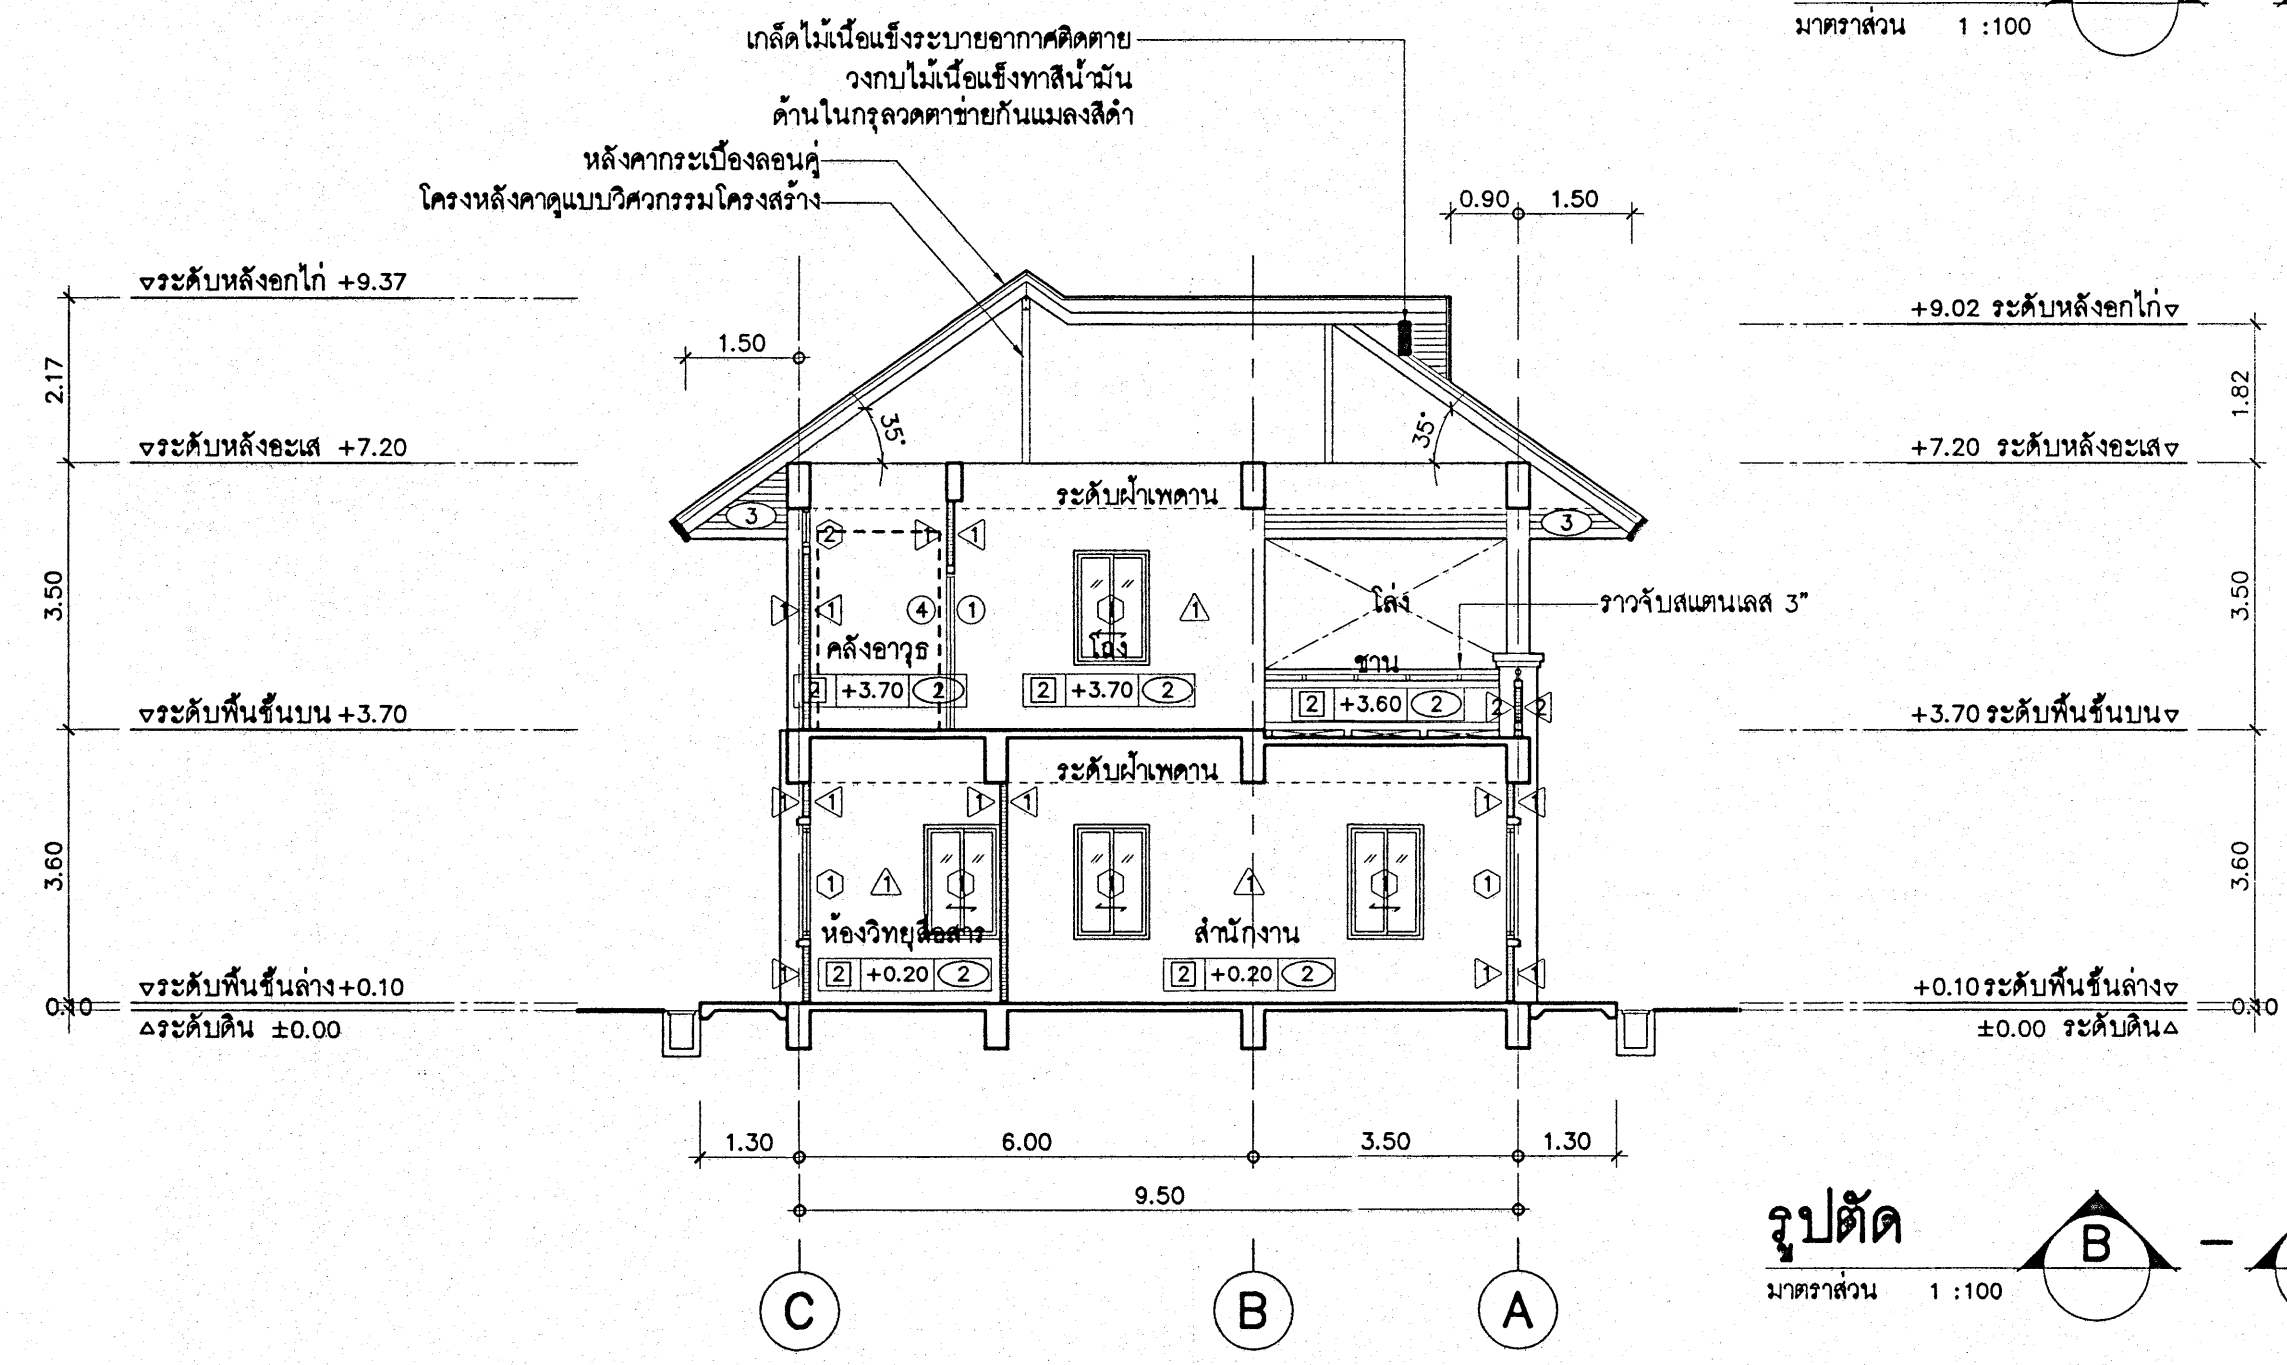 มาตราส่วน 1 :100
เกล็ดไม้เนื้อแข็งระบายอากาศติดตาย
วงกบไม้เนื้อแข็งทาสีน้ำมัน
ด้านในกรุลวดตาข่ายกันแมลงสีดำ
หลังคากระเบื้องลอนคู่
โครงหลังคาดูแบบวิศวกรรมโครงสร้าง
0.90 1.50
ระดับหลังอกไก่ +9.37
+9.02 ระดับหลังอกไก่
1.50
2.17
1.82
35°
35°
ระดับหลังอะเส +7.20
+7.20 ระดับหลังอะเส
ระดับฝ้าเพดาน
3
3
2 1 1
3.50
3.50
1 1 4 1 1 1
โล่ง
ราวจับสแตนเลส 3"
คลังอาวุธ
โถง
ชาน
2 +3.70 2
2 +3.70 2
2 +3.60 2
2 2
ระดับพื้นชั้นบน +3.70
+3.70 ระดับพื้นชั้นบน
ระดับฝ้าเพดาน
1 1 1 1 1 1
3.60
3.60
1 1 1 1 1 1 1
ห้องวิทยุสื่อสาร
สำนักงาน
1 2 +0.20 2
2 +0.20 2 1 1
ระดับพื้นชั้นล่าง +0.10
+0.10 ระดับพื้นชั้นล่าง
0.10
0.10
ระดับดิน ±0.00
±0.00 ระดับดิน
1.30 6.00 3.50 1.30
9.50
C B A
รูปตัด B -
มาตราส่วน 1 :100